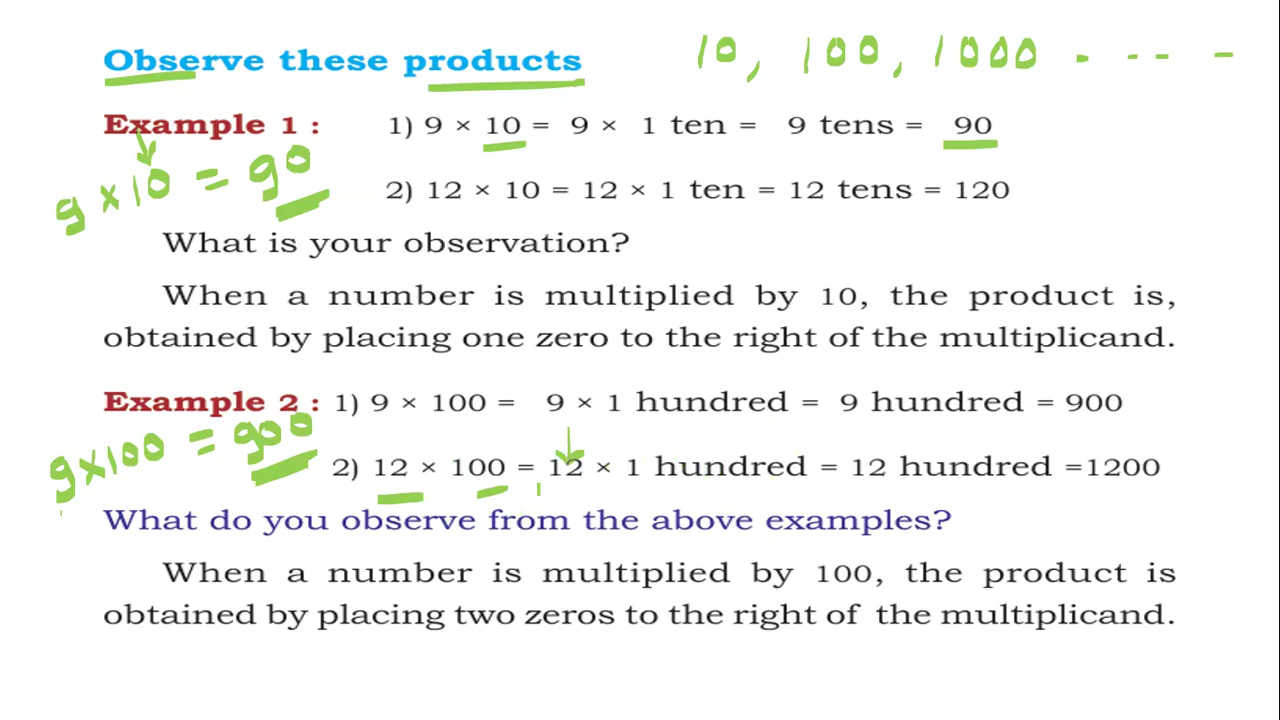 Observe these products 10, 100, 1000 - - - -
Example 1 : 1) 9 × 10 = 9 × 1 ten = 9 tens = 90
9 × 10 = 90
2) 12 × 10 = 12 × 1 ten = 12 tens = 120
What is your observation?
When a number is multiplied by 10, the product is,
obtained by placing one zero to the right of the multiplicand.
Example 2 : 1) 9 × 100 = 9 × 1 hundred = 9 hundred = 900
9 × 100 = 900
2) 12 × 100 = 12 × 1 hundred = 12 hundred =1200
What do you observe from the above examples?
When a number is multiplied by 100, the product is
obtained by placing two zeros to the right of the multiplicand.